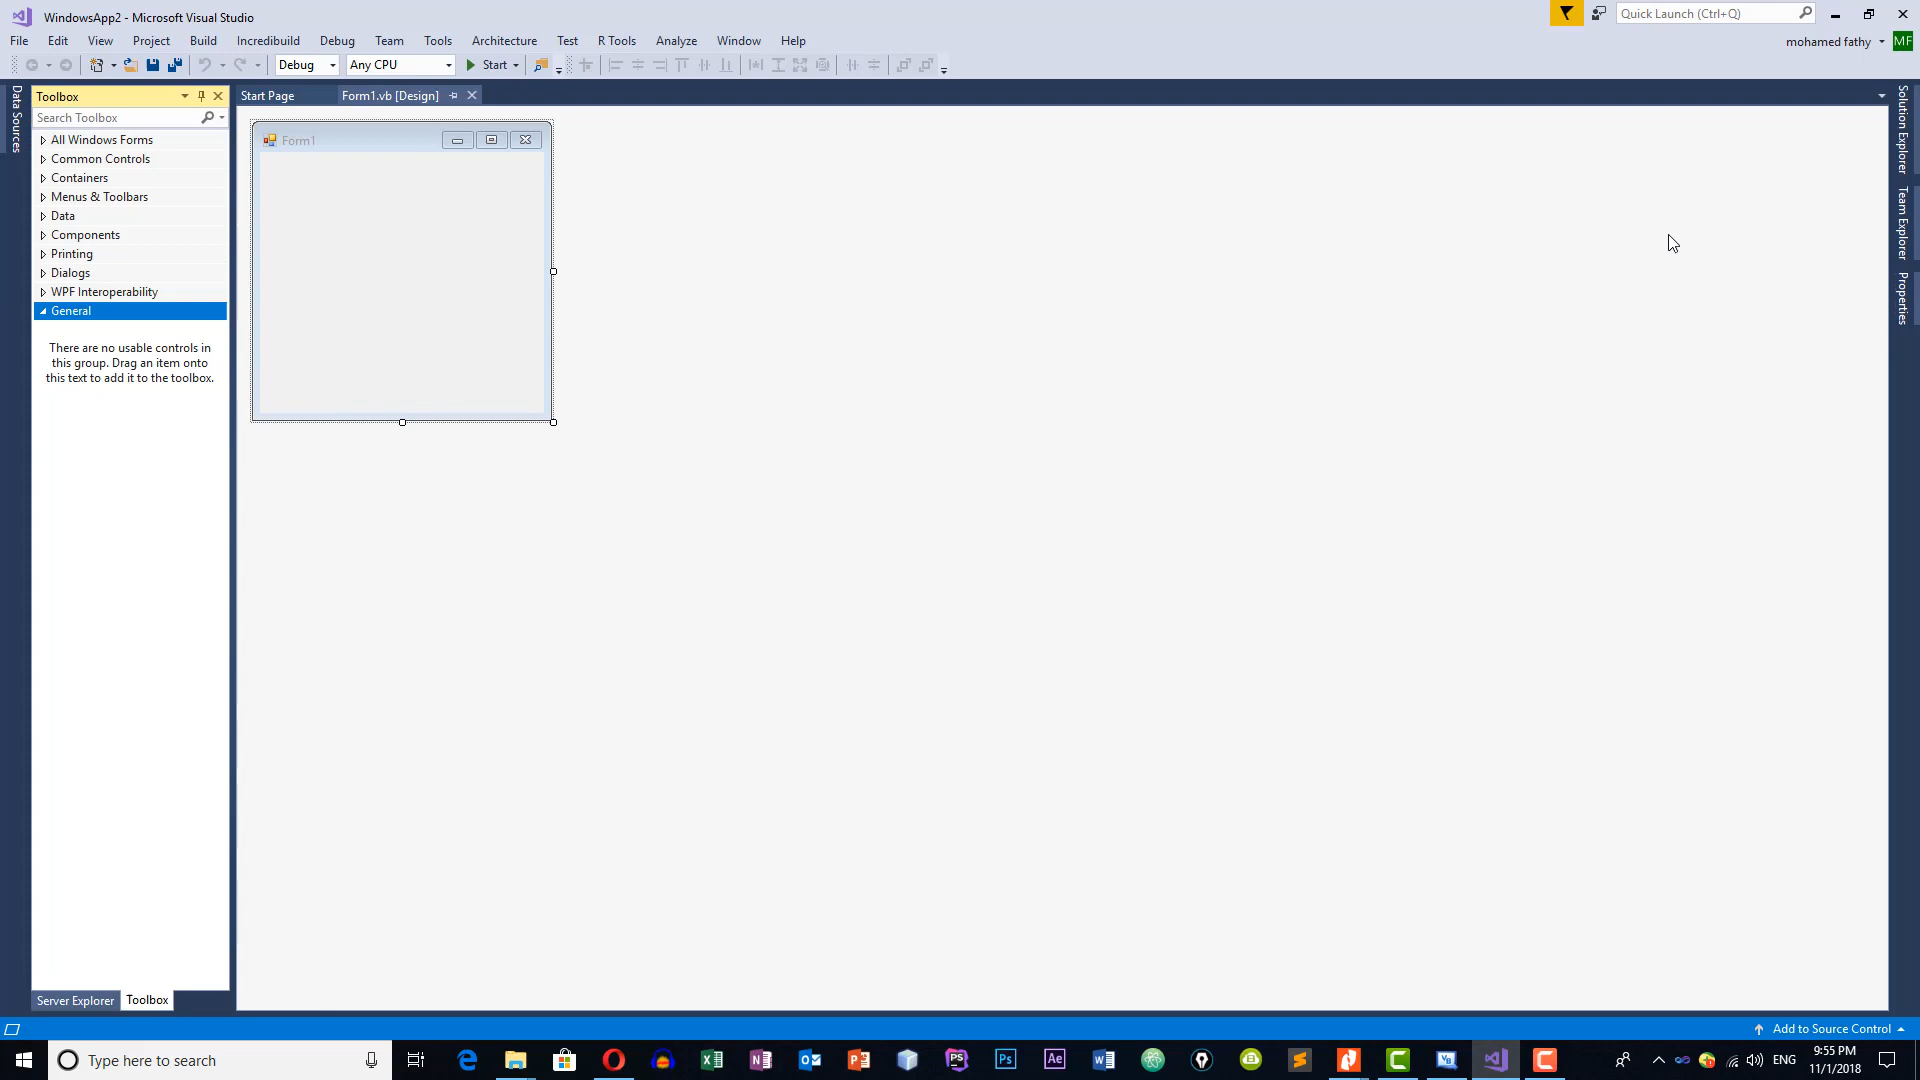 WindowsApp2 - Microsoft Visual Studio
Quick Launch (Ctrl+Q)
File Edit View Project Build Incredibuild Debug Team Tools Architecture Test R Tools Analyze Window Help
mohamed fathy MF
Debug Any CPU Start
Data Sources
Toolbox
Start Page
Form1.vb [Design]
Search Toolbox
All Windows Forms
Common Controls
Containers
Menus & Toolbars
Data
Components
Printing
Dialogs
WPF Interoperability
General
There are no usable controls in
this group. Drag an item onto
this text to add it to the toolbox.
Form1
Solution Explorer
Team Explorer
Properties
Server Explorer
Toolbox
Add to Source Control
Type here to search
PS
Ps
Ae
ENG
9:55 PM
11/1/2018